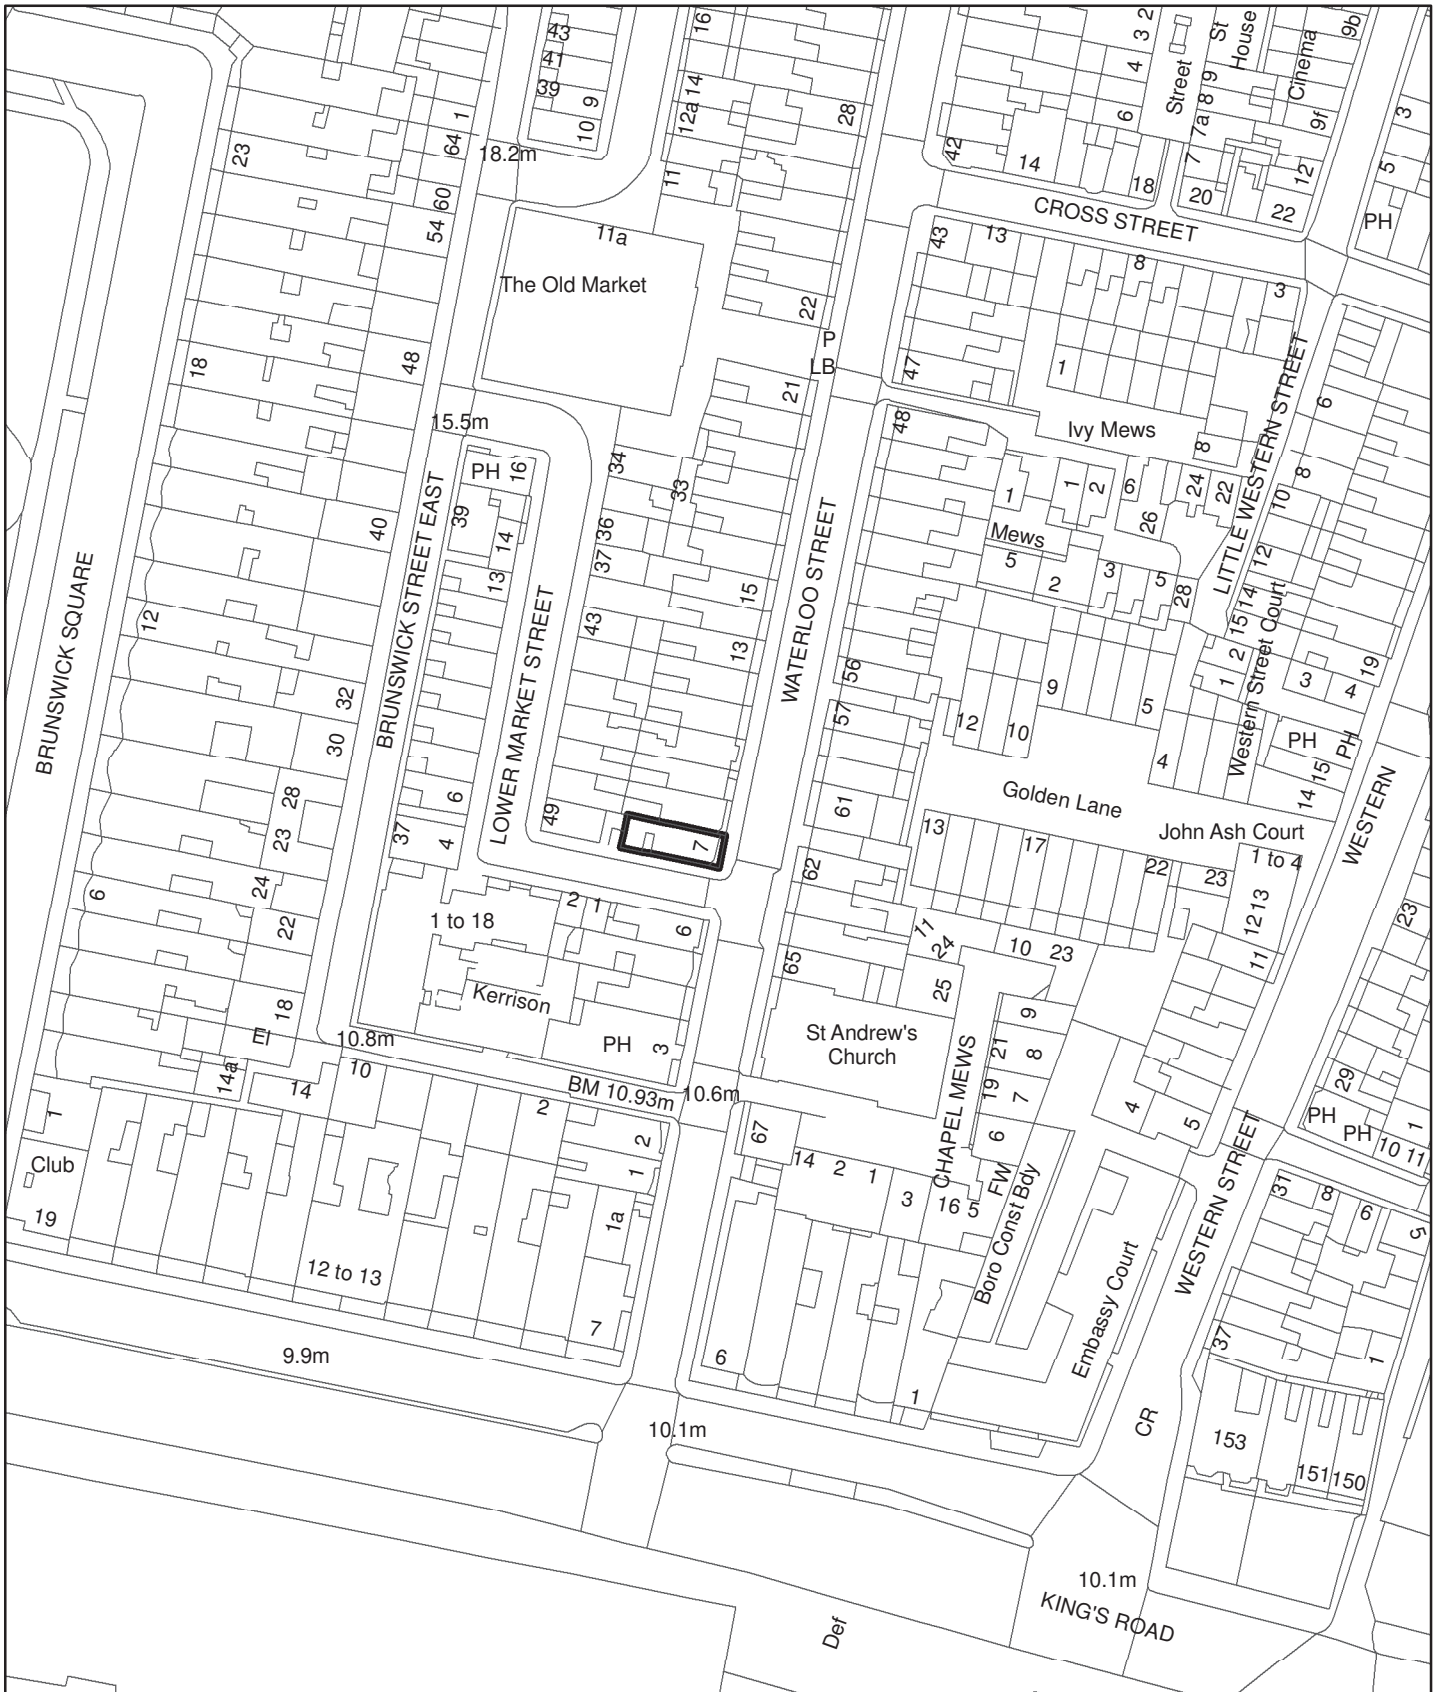 43
41
39
9
10
16
12a 14
11
28
3 2
4
6
Street
St
House
Cinema
9b
7a 8 9
7
9f
12
3
5
PH
42
14
18
20
22
CROSS STREET
23
64 1
60
54
18.2m
11a
The Old Market
22
P
LB
21
43
13
8
3
47
1
Ivy Mews
8
18
48
15.5m
PH
16
39
14
13
34
33
36
37
43
15
13
48
1
1
2
6
24
22
26
Mews
5
2
3
5
28
LITTLE WESTERN STREET
6
8
10
12
1514
Western Street Court
2
1
3
4
19
PH
PH
15
14
BRUNSWICK SQUARE
12
40
32
30
28
23
24
22
18
6
BRUNSWICK STREET EAST
LOWER MARKET STREET
WATERLOO STREET
56
57
61
62
65
9
12
10
5
4
Golden Lane
John Ash Court
1 to 4
13
17
22
23
12 13
11
WESTERN
23
6
37
4
49
7
1 to 18
2
1
6
Kerrison
PH
3
11
24
10
23
25
St Andrew's
Church
CHAPEL MEWS
9
21
8
19
7
6
El
10.8m
14a
14
10
BM 10.93m
10.6m
2
2
1
1a
67
14
2
1
3
16
5
FW
Boro Const Bdy
4
5
29
PH
PH
1
10 11
1
Club
19
12 to 13
7
6
1
Embassy Court
WESTERN STREET
31
8
6
5
37
1
9.9m
10.1m
CR
153
151
150
10.1m
KING'S ROAD
Def